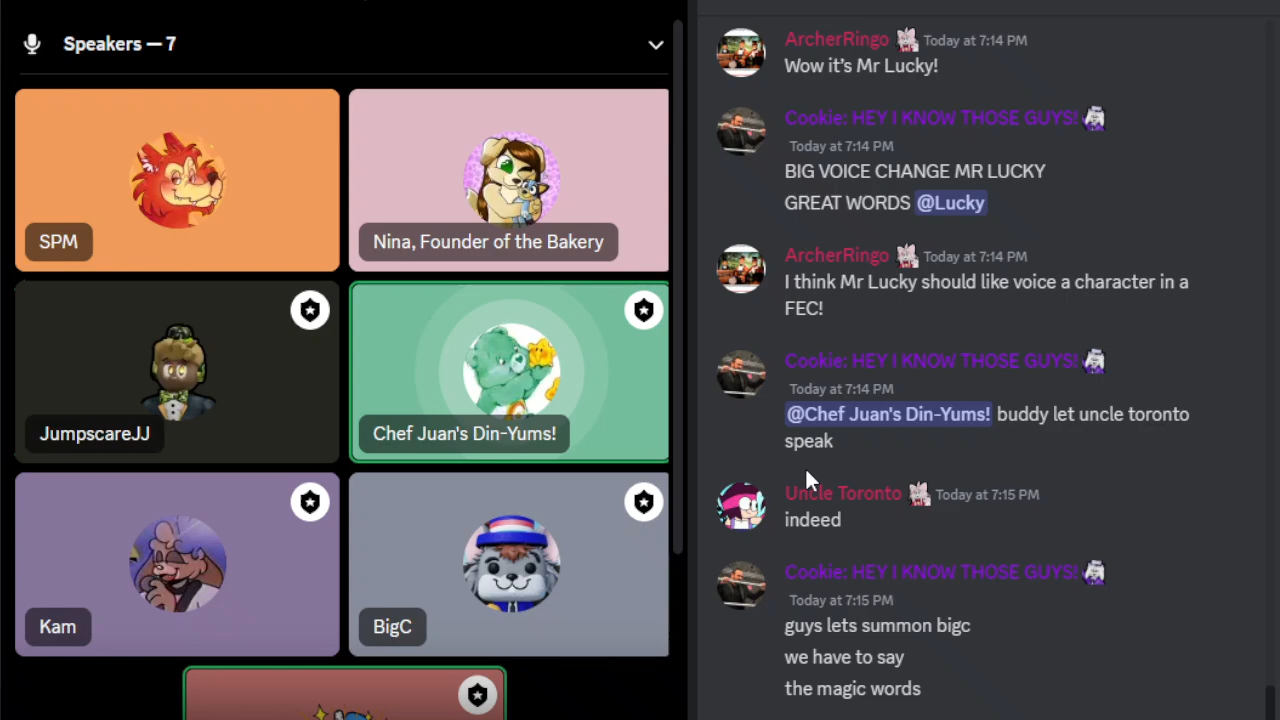 Speakers — 7
SPM
Nina, Founder of the Bakery
JumpscareJJ
Chef Juan's Din-Yums!
Kam
BigC
ArcherRingo Today at 7:14 PM
Wow it's Mr Lucky!
Cookie: HEY I KNOW THOSE GUYS!
Today at 7:14 PM
BIG VOICE CHANGE MR LUCKY
GREAT WORDS @Lucky
ArcherRingo Today at 7:14 PM
I think Mr Lucky should like voice a character in a
FEC!
Cookie: HEY I KNOW THOSE GUYS!
Today at 7:14 PM
@Chef Juan's Din-Yums! buddy let uncle toronto
speak
Uncle Toronto Today at 7:15 PM
indeed
Cookie: HEY I KNOW THOSE GUYS!
Today at 7:15 PM
guys lets summon bigc
we have to say
the magic words